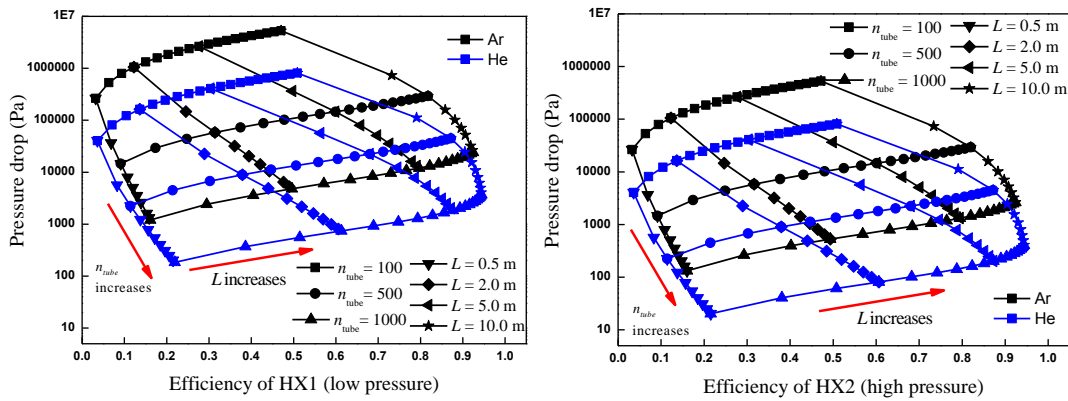 Pressure drop (Pa)
1E7
1000000
100000
10000
1000
100
10
Ar
He
n_tube increases
L increases
n_tube = 100
n_tube = 500
n_tube = 1000
L = 0.5 m
L = 2.0 m
L = 5.0 m
L = 10.0 m
0.0 0.1 0.2 0.3 0.4 0.5 0.6 0.7 0.8 0.9 1.0
Efficiency of HX1 (low pressure)
Pressure drop (Pa)
1E7
1000000
100000
10000
1000
100
10
n_tube = 100
n_tube = 500
n_tube = 1000
L = 0.5 m
L = 2.0 m
L = 5.0 m
L = 10.0 m
n_tube
increases
L increases
Ar
He
0.0 0.1 0.2 0.3 0.4 0.5 0.6 0.7 0.8 0.9 1.0
Efficiency of HX2 (high pressure)